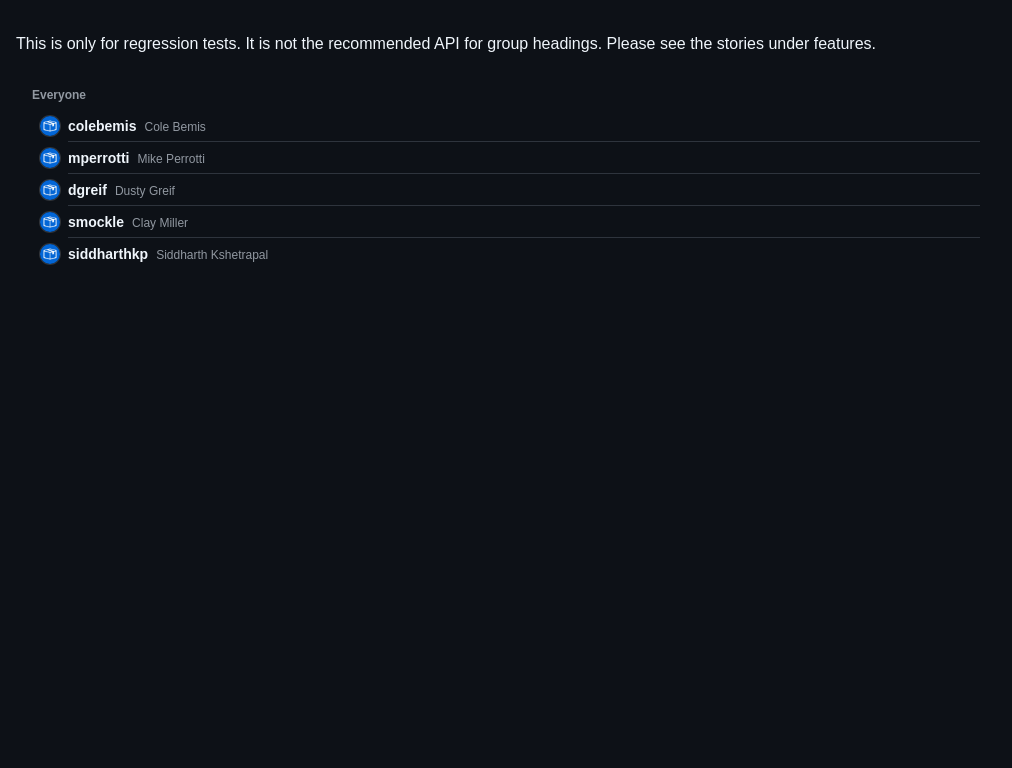 This is only for regression tests. It is not the recommended API for group headings. Please see the stories under features.
Everyone
colebemis Cole Bemis
mperrotti Mike Perrotti
dgreif Dusty Greif
smockle Clay Miller
siddharthkp Siddharth Kshetrapal